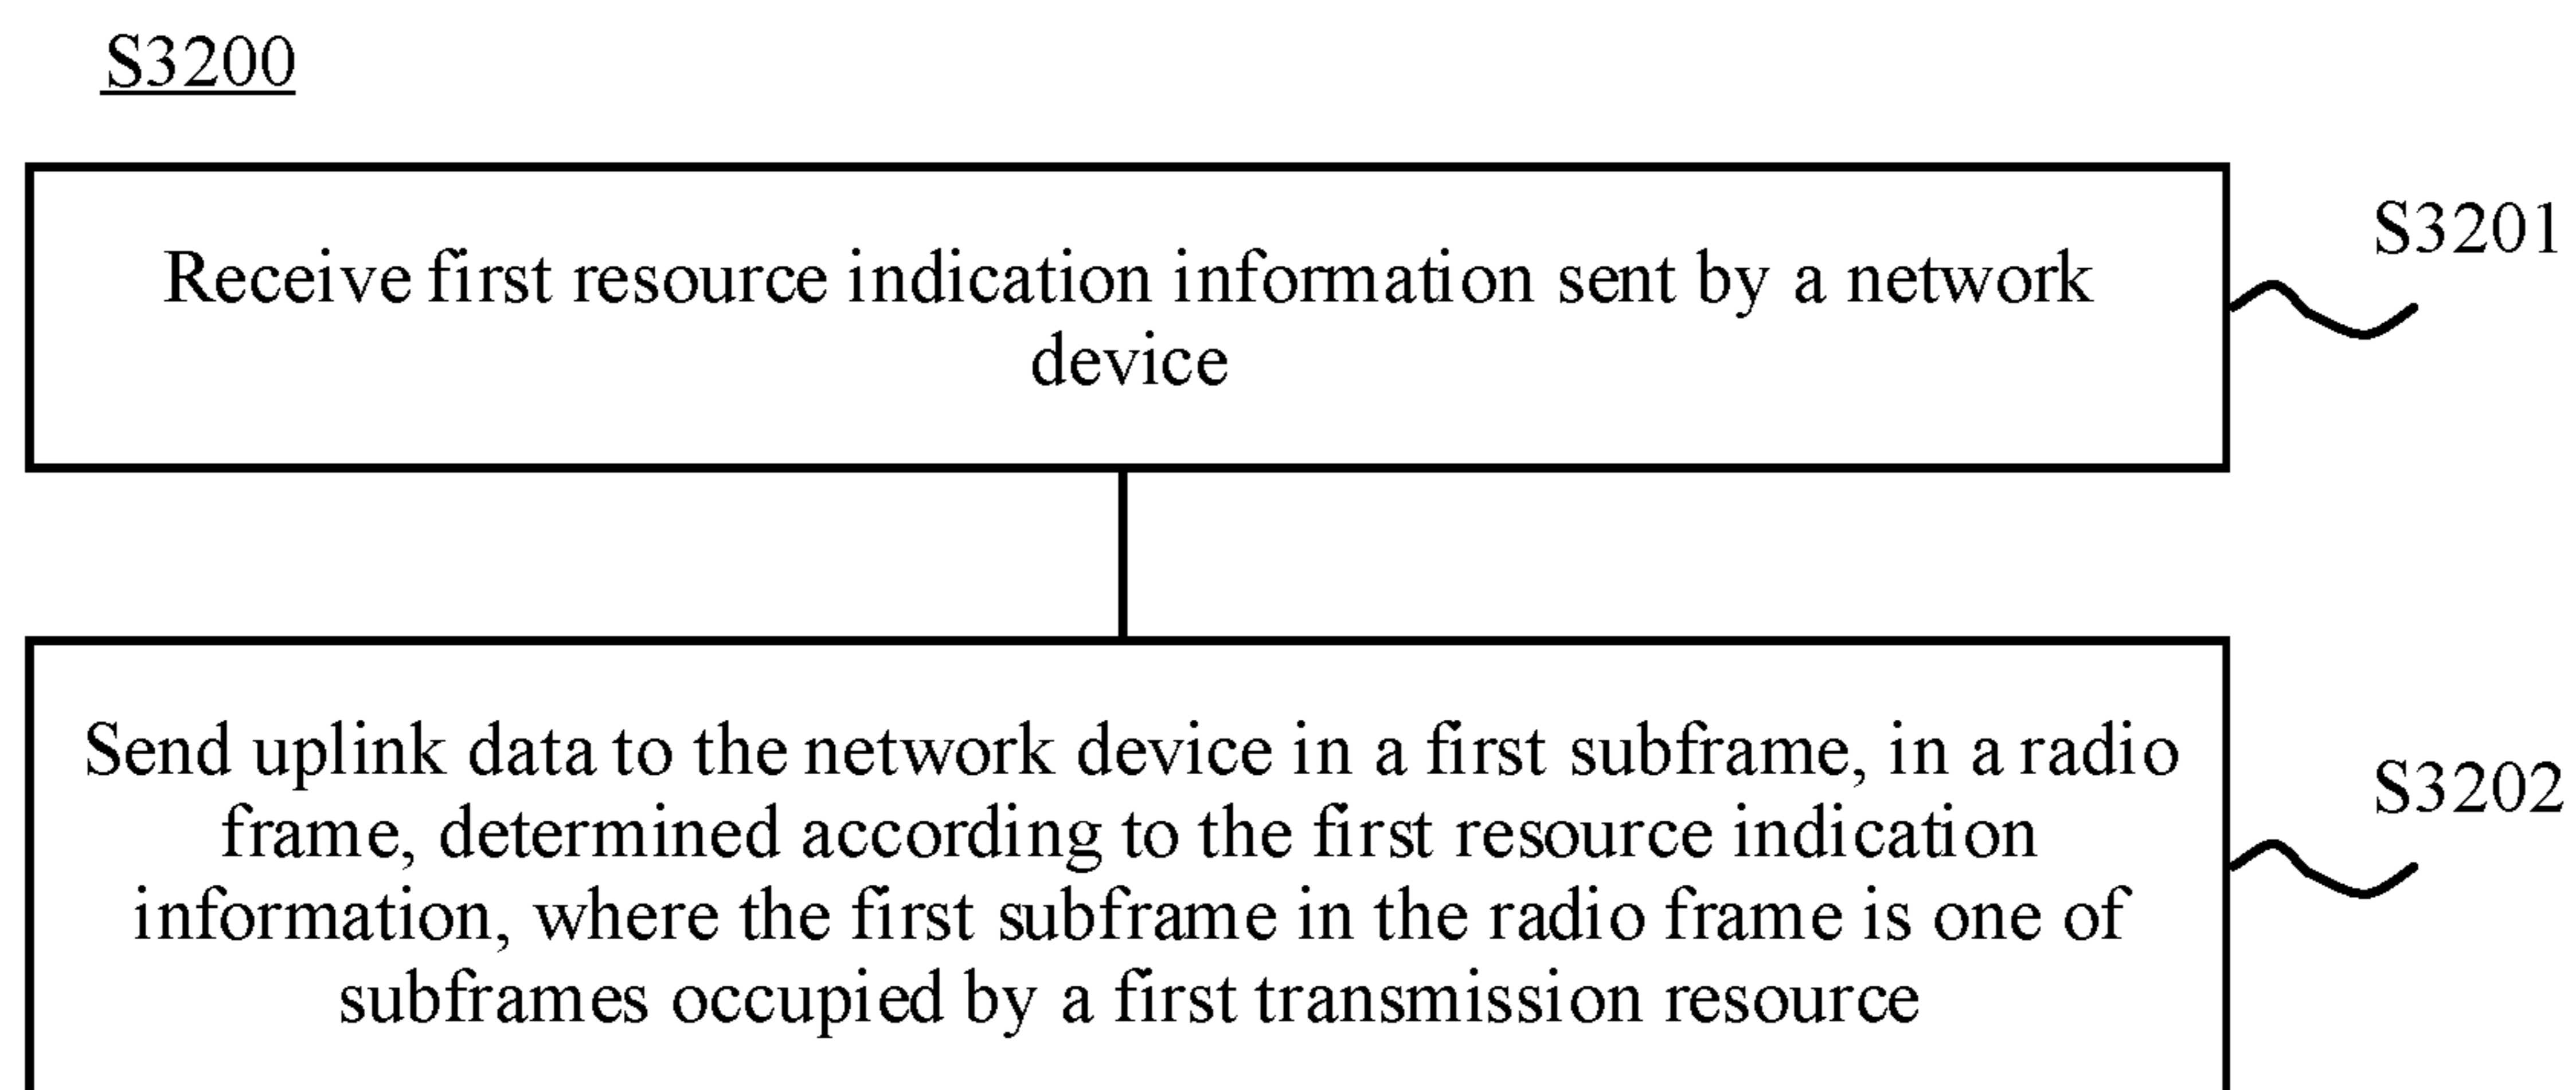 S3200
Receive first resource indication information sent by a network
device
S3201
Send uplink data to the network device in a first subframe, in a radio
frame, determined according to the first resource indication
information, where the first subframe in the radio frame is one of
subframes occupied by a first transmission resource
S3202